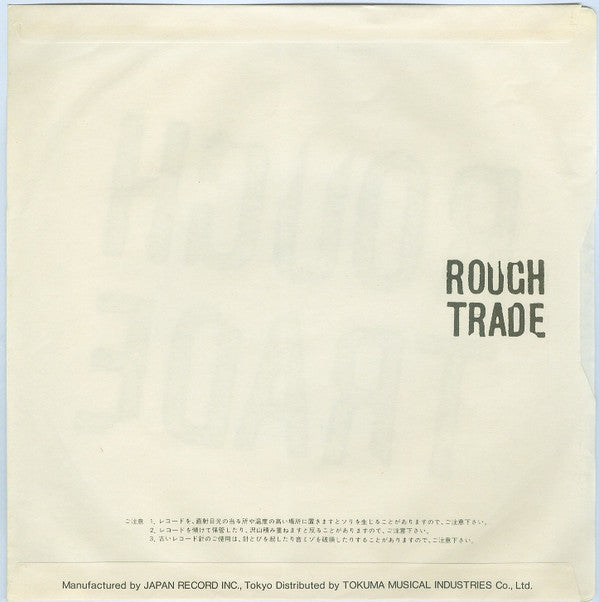 ROUGH
TRADE
ご注意 1. レコードを、直射日光の当る所や温度の高い場所に置きますとソリを生じることがありますので、ご注意下さい。
2. レコードを傾けて保管したり、沢山積み重ねますと反ることがありますので、ご注意下さい。
3. 古いレコード針のご使用は、針とびを起したり音ミゾを破損したりすることがありますので、ご注意下さい。
Manufactured by JAPAN RECORD INC., Tokyo Distributed by TOKUMA MUSICAL INDUSTRIES Co., Ltd.